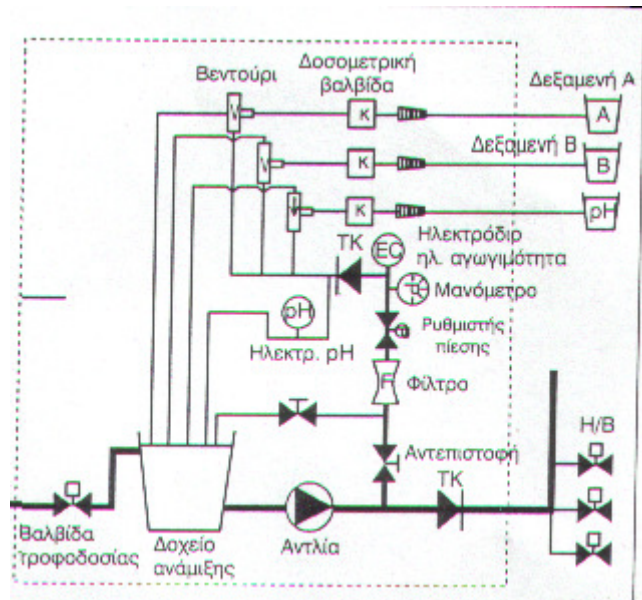 Βεντούρι
Δοσομετρική
βαλβίδα
Δεξαμενή Α
K
A
Δεξαμενή Β
K
B
K
pH
TK
EC
Ηλεκτρόδιρ
ηλ. αγωγιμότητα
Μανόμετρο
pH
Ηλεκτρ. pH
Ρυθμιστής
πίεσης
Φίλτρο
Αντεπιστοφή
TK
Η/Β
Βαλβίδα
τροφοδοσίας
Δοχείο
ανάμιξης
Αντλία